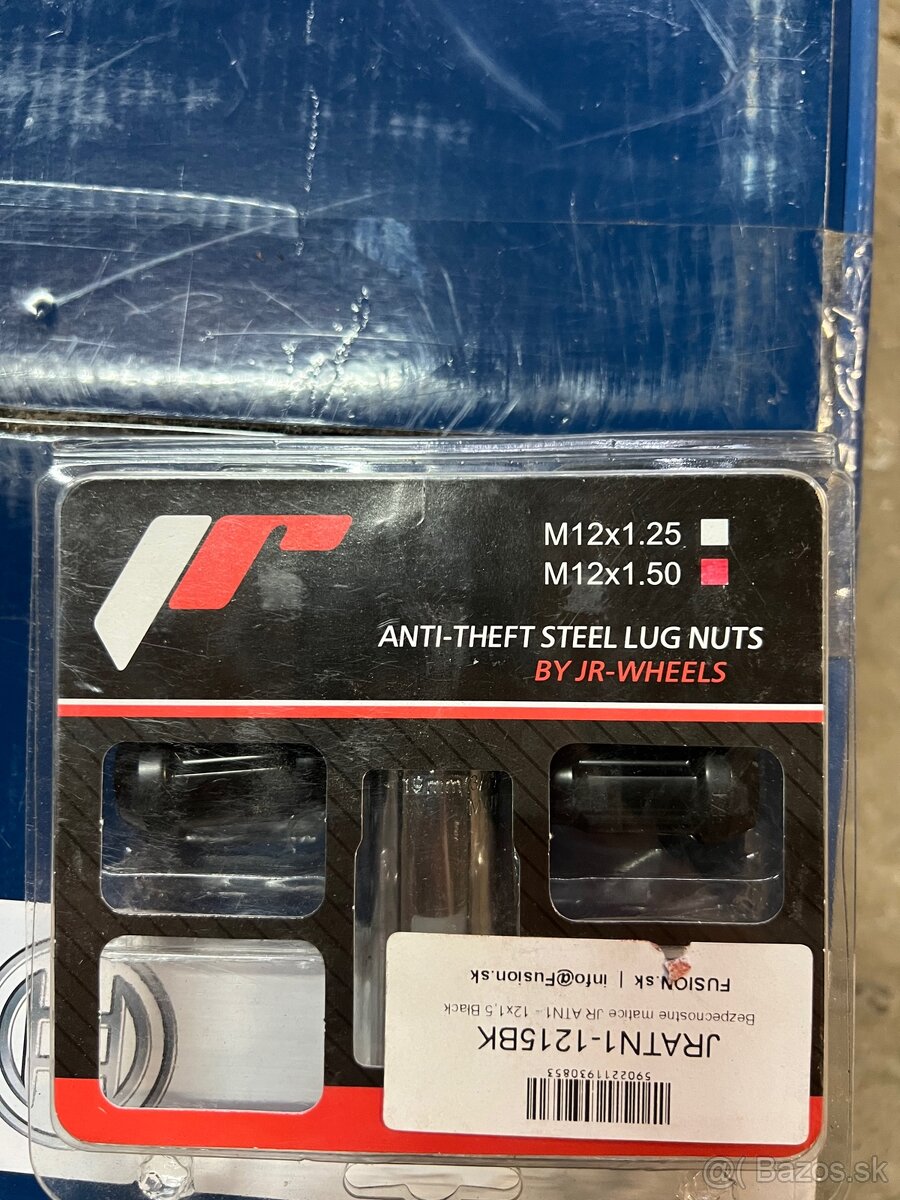 M12x1.25
M12x1.50
ANTI-THEFT STEEL LUG NUTS
BY JR-WHEELS
FUSION.sk | info@Fusion.sk
Bezpecnostne matice JR ATN1 - 12x1,5 Black
JRATN1-1215BK
5902211930853
Bazos.sk